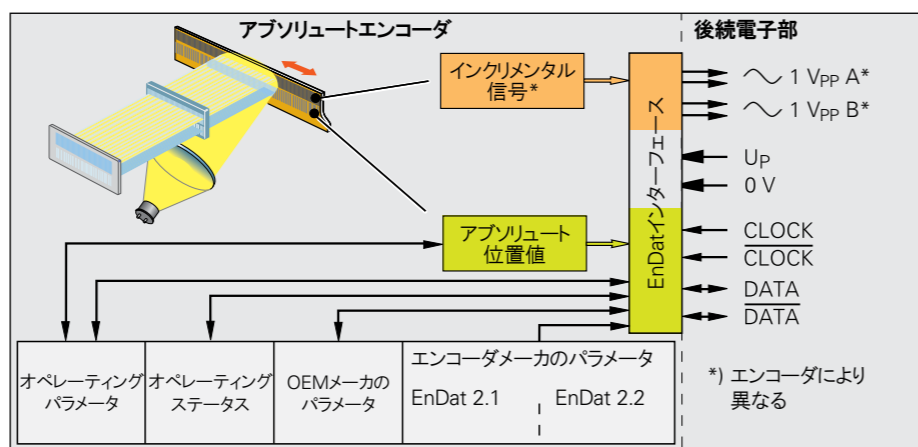 アブソリュートエンコーダ
後続電子部
インクリメンタル
信号*
1 VPP A*
1 VPP B*
EnDatインターフェース
UP
0 V
アブソリュート
位置値
CLOCK
CLOCK
DATA
DATA
オペレーティング
パラメータ
オペレーティング
ステータス
OEMメーカの
パラメータ
エンコーダメーカのパラメータ
EnDat 2.1
EnDat 2.2
*) エンコーダにより
異なる